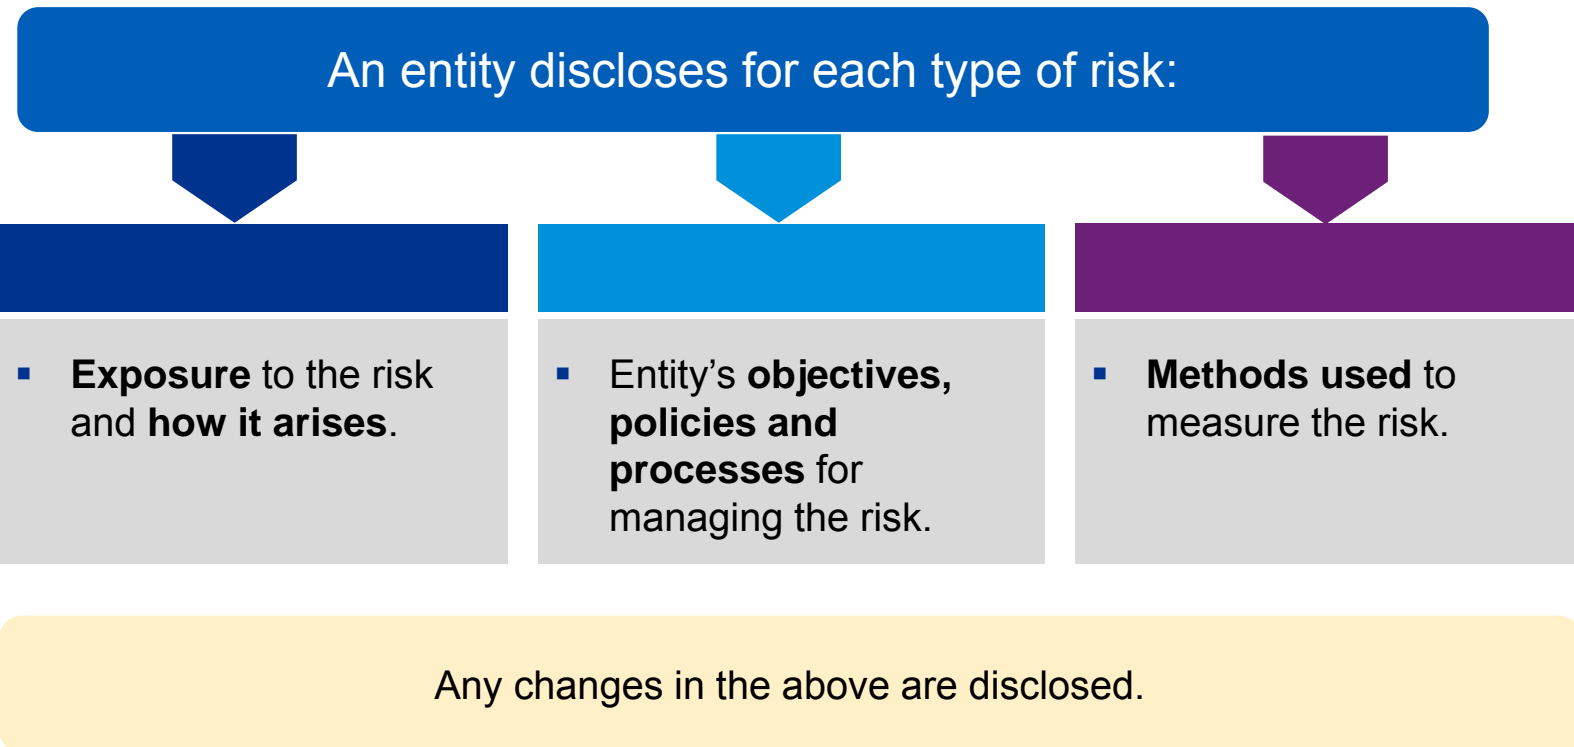 An entity discloses for each type of risk:
▪ Exposure to the risk
and how it arises.
▪ Entity's objectives,
policies and
processes for
managing the risk.
▪ Methods used to
measure the risk.
Any changes in the above are disclosed.